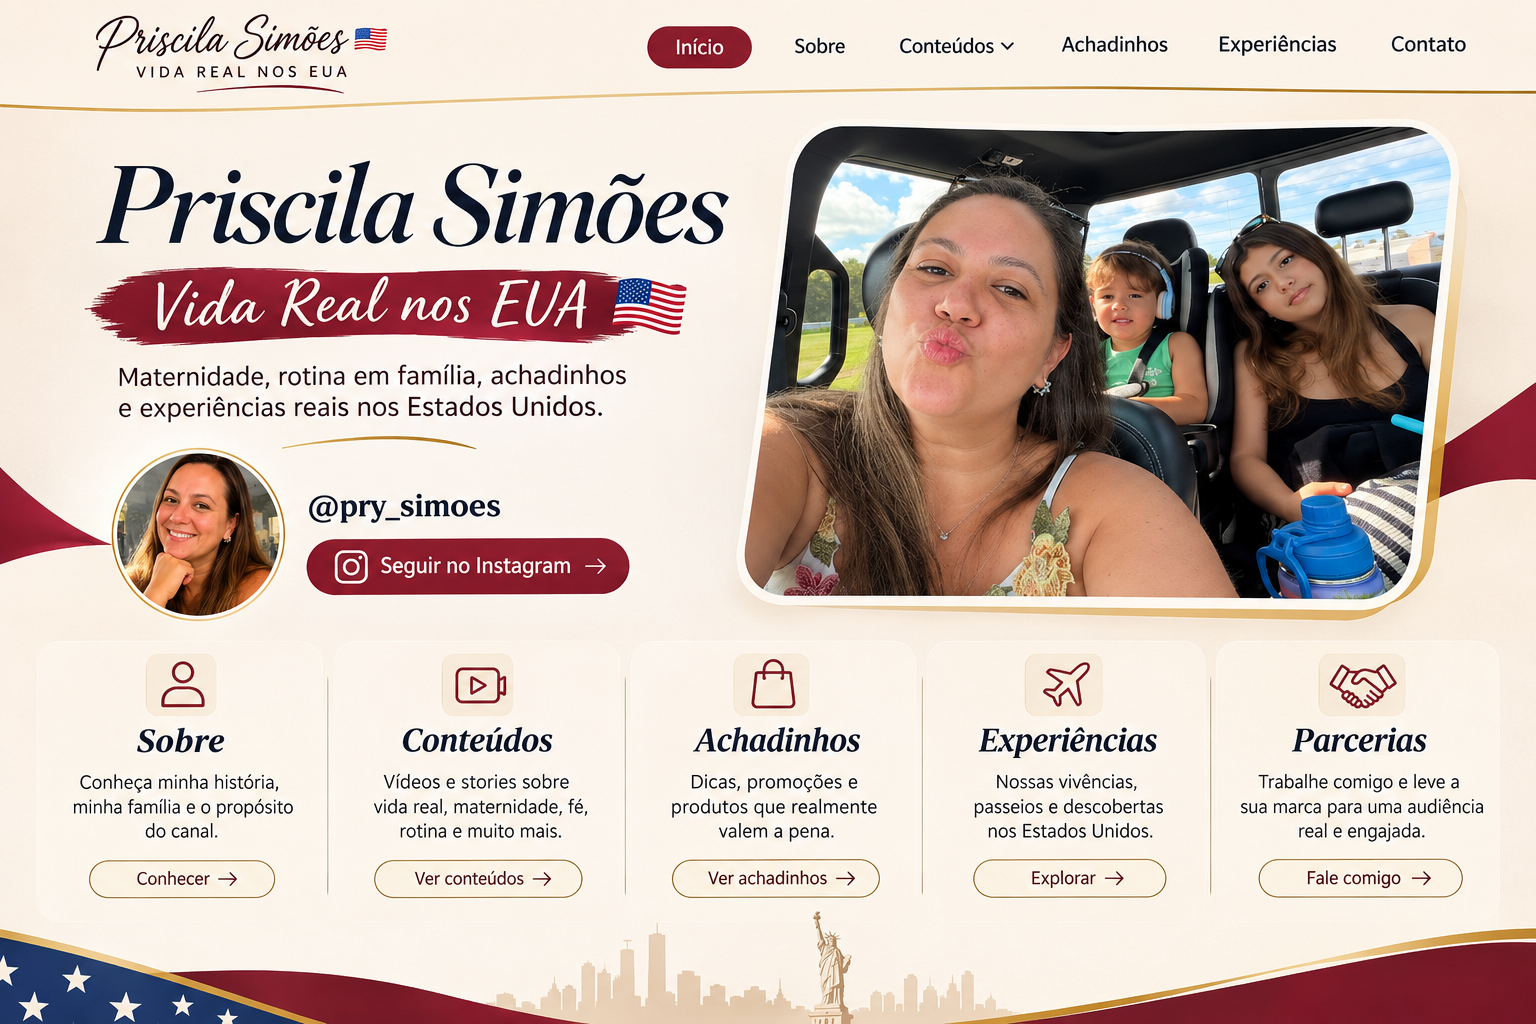 Priscila Simões
VIDA REAL NOS EUA
Início
Sobre
Conteúdos
Achadinhos
Experiências
Contato
Priscila Simões
Vida Real nos EUA
Maternidade, rotina em família, achadinhos
e experiências reais nos Estados Unidos.
@pry_simoes
Seguir no Instagram →
Sobre
Conheça minha história,
minha família e o propósito
do canal.
Conhecer →
Conteúdos
Vídeos e stories sobre
vida real, maternidade, fé,
rotina e muito mais.
Ver conteúdos →
Achadinhos
Dicas, promoções e
produtos que realmente
valem a pena.
Ver achadinhos →
Experiências
Nossas vivências,
passeios e descobertas
nos Estados Unidos.
Explorar →
Parcerias
Trabalhe comigo e leve a
sua marca para uma audiência
real e engajada.
Fale comigo →